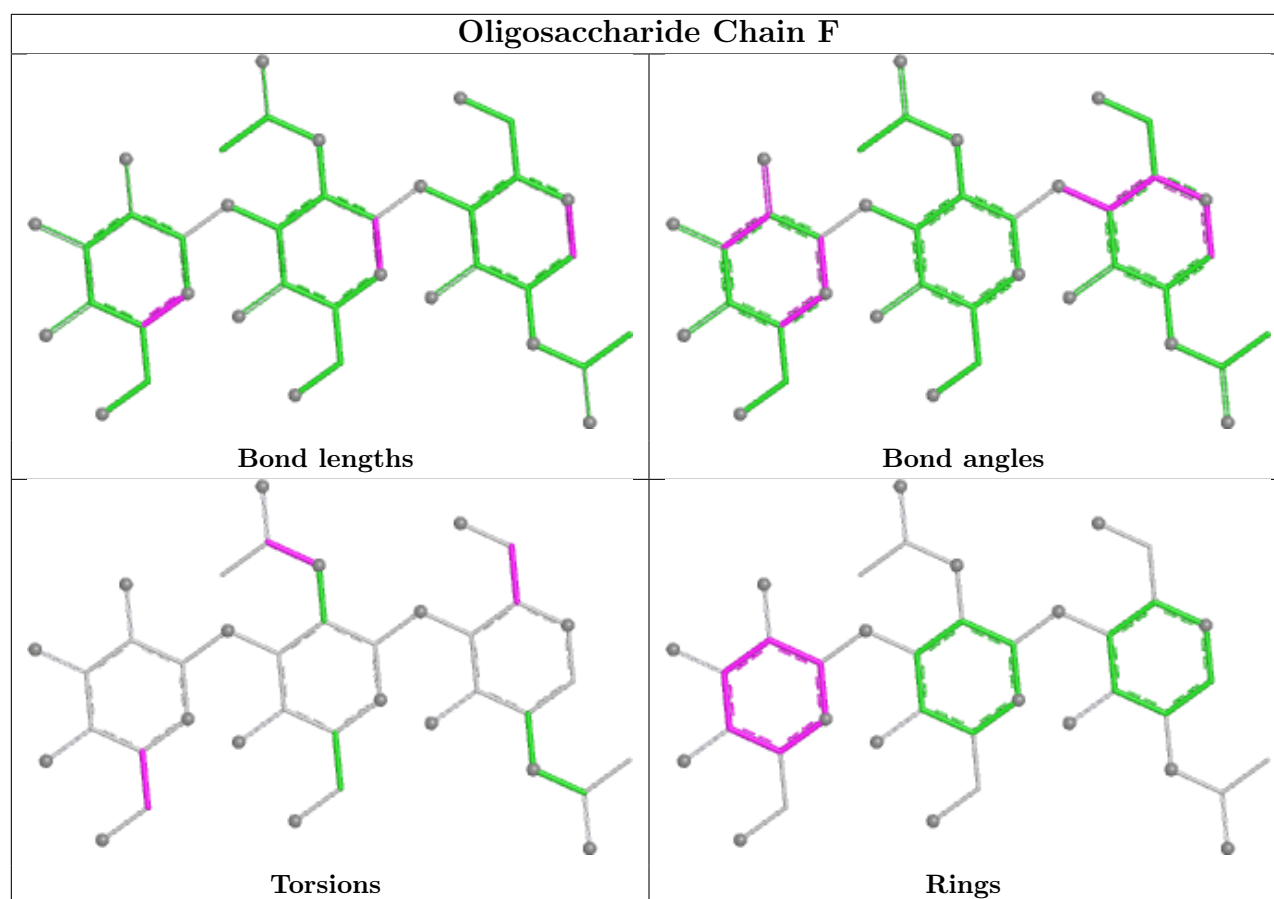 Oligosaccharide Chain F
Bond lengths
Bond angles
Torsions
Rings